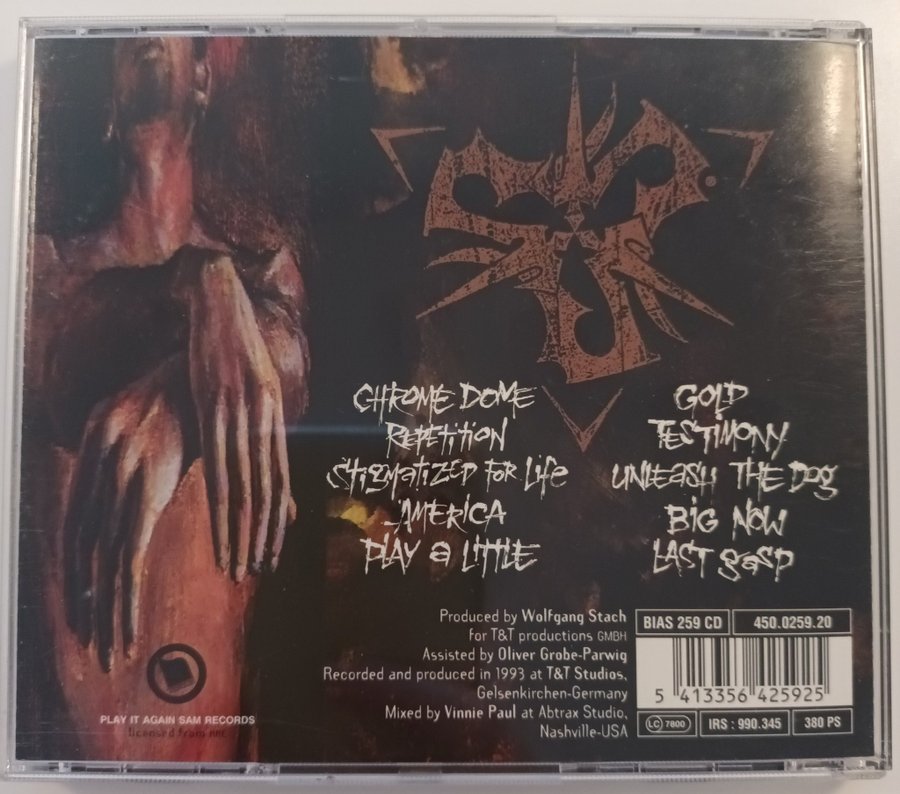 CHROME DOME
REPETITION
STIGMATIZED FOR LIFE
AMERICA
PLAY a LITTLE
GOLD
TESTIMONY
UNLEASH THE DOG
BIG NOW
LAST gasp
Produced by Wolfgang Stach
for T&T productions GMBH
Assisted by Oliver Grobe-Parwig
Recorded and produced in 1993 at T&T Studios,
Gelsenkirchen-Germany
Mixed by Vinnie Paul at Abtrax Studio,
Nashville-USA
BIAS 259 CD
450.0259.20
5 413356 425925
LC 7800
IRS : 990.345
380 PS
PLAY IT AGAIN SAM RECORDS
licensed from